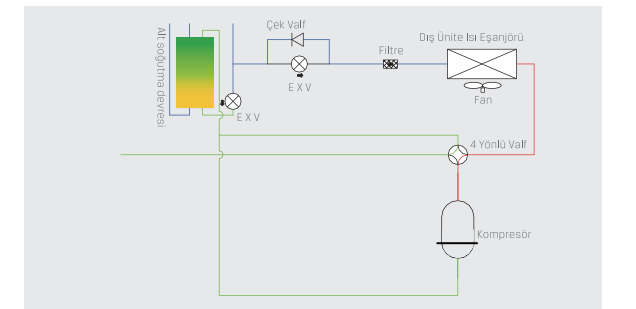 Çek Valf
Alt soğutma devresi
Filtre
Dış Ünite Isı Eşanjörü
E X V
Fan
E X V
4 Yönlü Valf
Kompresör